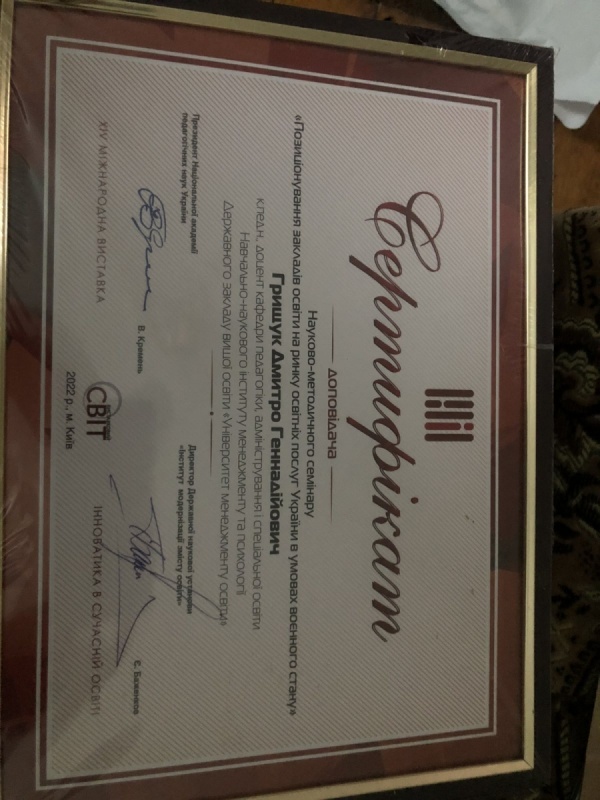 Сертифікат
доповідача
Науково-методичного семінару
«Позиціонування закладів освіти на ринку освітніх послуг України в умовах воєнного стану»
Грищук Дмитро Геннадійович
к.пед.н., доцент кафедри педагогіки, адміністрування і спеціальної освіти
Навчально-наукового інституту менеджменту та психології
Державного закладу вищої освіти «Університет менеджменту освіти»
Президент Національної академії
педагогічних наук України
В. Кремень
Директор Державної наукової установи
«Інститут модернізації змісту освіти»
Є. Баженков
XIV МІЖНАРОДНА ВИСТАВКА
СВІТ
2022 р., м. Київ
ІННОВАТИКА В СУЧАСНІЙ ОСВІТІ